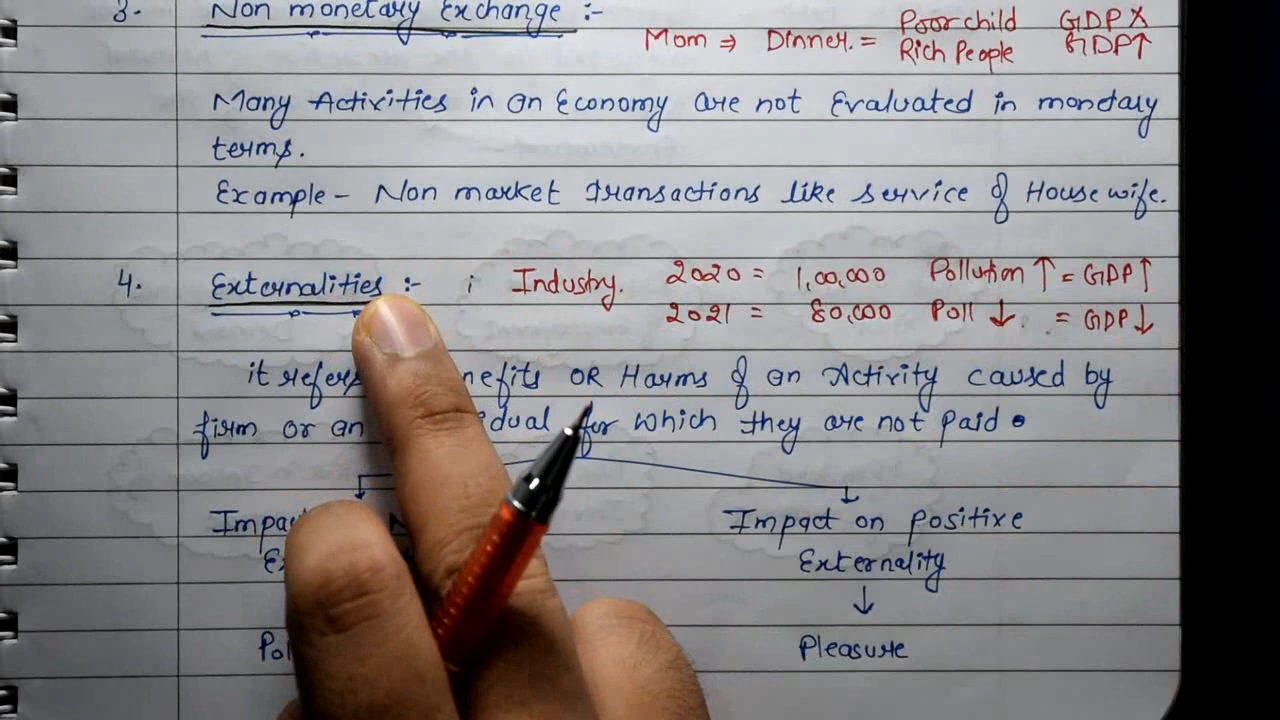 3. Non monetary Exchange :-
Mom ⇒ Dinner. = Poor child GDP X
Rich People GDP↑
Many Activities in an Economy are not Evaluated in monetary
terms.
Example - Non market transactions like service of House wife.
4. Externalities :- Industry. 2020 = 1,00,000 Pollution ↑ = GDP↑
2021 = 80,000 Poll ↓. = GDP↓
it refers OR Harms of an Activity caused by
firm or an for which they are not paid.
Impact on positive
Externality
↓
Pleasure